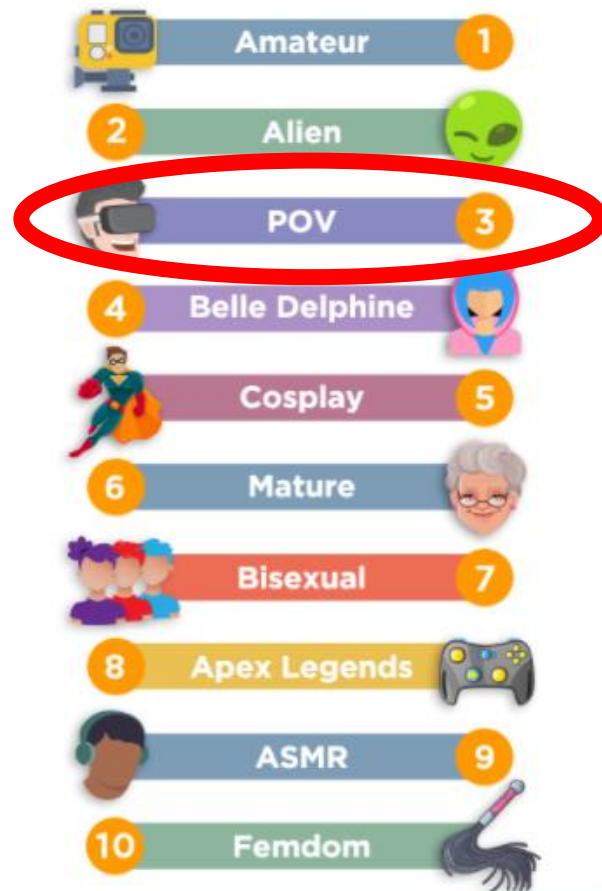 Amateur 1
2 Alien
POV 3
4 Belle Delphine
Cosplay 5
6 Mature
Bisexual 7
8 Apex Legends
ASMR 9
10 Femdom